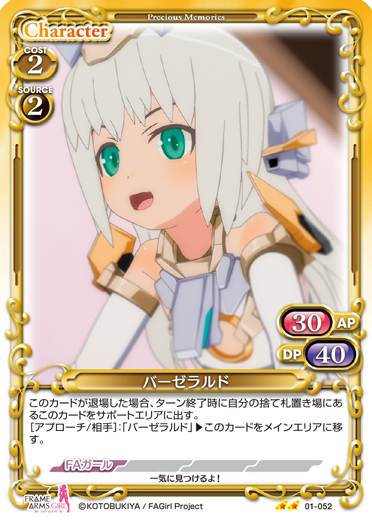 Precious Memories
Character
COST
2
SOURCE
2
30 AP
DP 40
バーゼラルド
このカードが退場した場合、ターン終了時に自分の捨て札置き場にあ
るこのカードをサポートエリアに出す。
[アプローチ/相手]:「バーゼラルド」▶このカードをメインエリアに移
す。
FAガール
一気に見つけるよ!
FRAME
ARMS GIRL
©KOTOBUKIYA / FAGirl Project
01-052